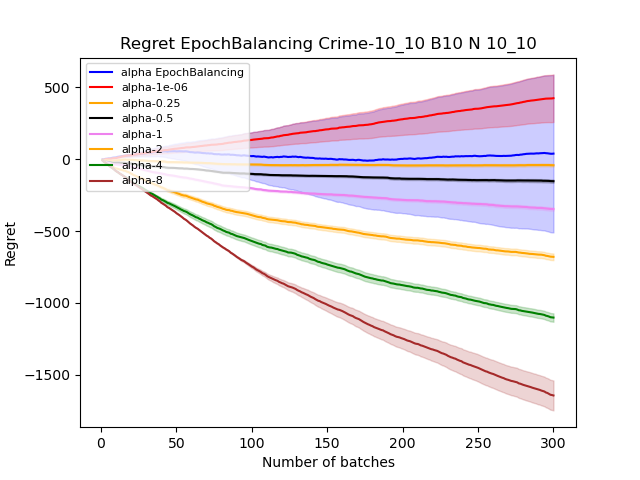 Regret EpochBalancing Crime-10_10 B10 N 10_10
alpha EpochBalancing
alpha-1e-06
alpha-0.25
alpha-0.5
alpha-1
alpha-2
alpha-4
alpha-8
500
0
−500
−1000
−1500
Regret
0 50 100 150 200 250 300
Number of batches